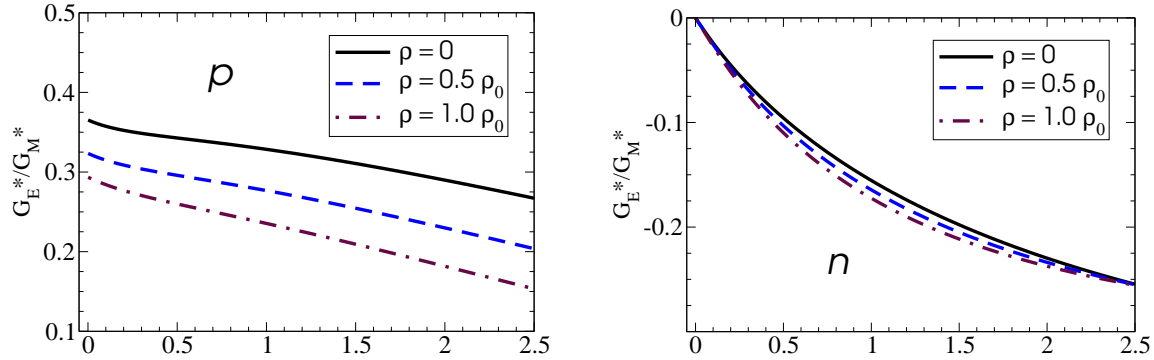 0.5
0.4
0.3
0.2
0.1
G_E*/G_M*
p
ρ = 0
ρ = 0.5 ρ_0
ρ = 1.0 ρ_0
0 0.5 1 1.5 2 2.5
0
-0.1
-0.2
-0.3
G_E*/G_M*
n
ρ = 0
ρ = 0.5 ρ_0
ρ = 1.0 ρ_0
0 0.5 1 1.5 2 2.5